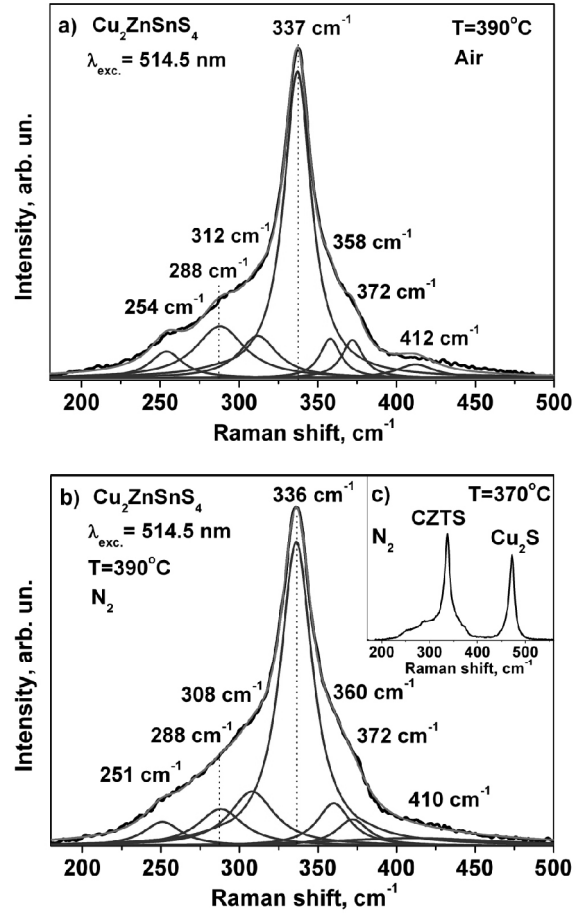 a) Cu₂ZnSnS₄
λexc. = 514.5 nm
337 cm⁻¹
T=390°C
Air
312 cm⁻¹
288 cm⁻¹
254 cm⁻¹
358 cm⁻¹
372 cm⁻¹
412 cm⁻¹
Intensity, arb. un.
200 250 300 350 400 450 500
Raman shift, cm⁻¹
b) Cu₂ZnSnS₄
λexc. = 514.5 nm
T=390°C
N₂
336 cm⁻¹
c) T=370°C
N₂
CZTS
Cu₂S
200 300 400 500
Raman shift, cm⁻¹
308 cm⁻¹
288 cm⁻¹
251 cm⁻¹
360 cm⁻¹
372 cm⁻¹
410 cm⁻¹
Intensity, arb. un.
200 250 300 350 400 450 500
Raman shift, cm⁻¹